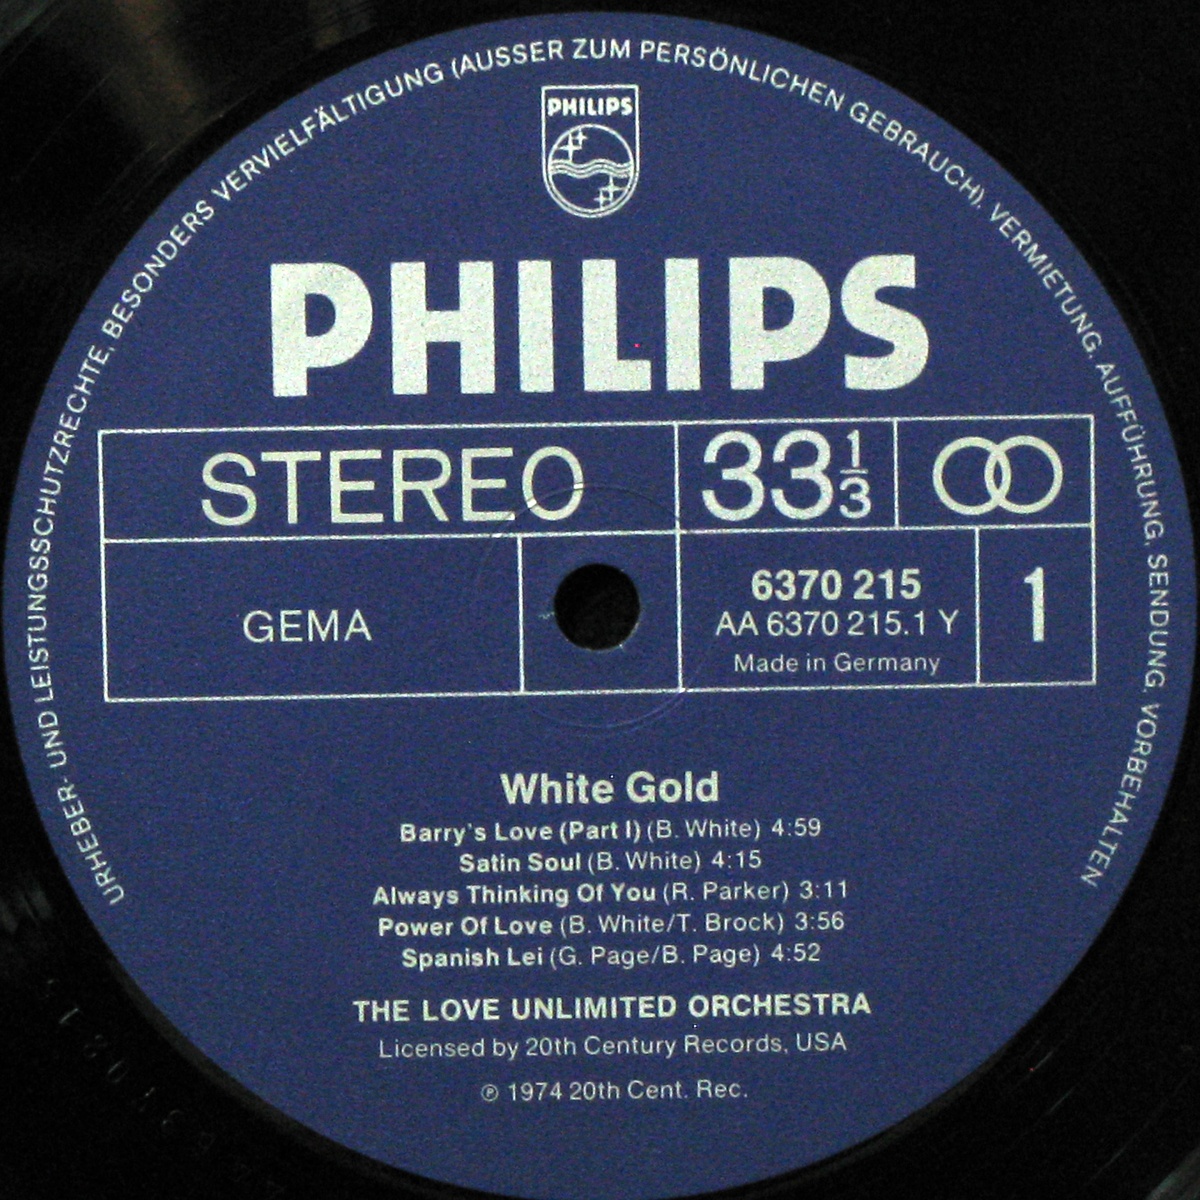 URHEBER- UND LEISTUNGSSCHUTZRECHTE, BESONDERS VERVIELFÄLTIGUNG (AUSSER ZUM PERSÖNLICHEN GEBRAUCH), VERMIETUNG, AUFFÜHRUNG, SENDUNG, VORBEHALTEN
PHILIPS
PHILIPS
STEREO
33 1/3
GEMA
6370 215
AA 6370 215.1 Y
Made in Germany
1
White Gold
Barry's Love (Part I) (B. White) 4:59
Satin Soul (B. White) 4:15
Always Thinking Of You (R. Parker) 3:11
Power Of Love (B. White/T. Brock) 3:56
Spanish Lei (G. Page/B. Page) 4:52
THE LOVE UNLIMITED ORCHESTRA
Licensed by 20th Century Records, USA
℗ 1974 20th Cent. Rec.